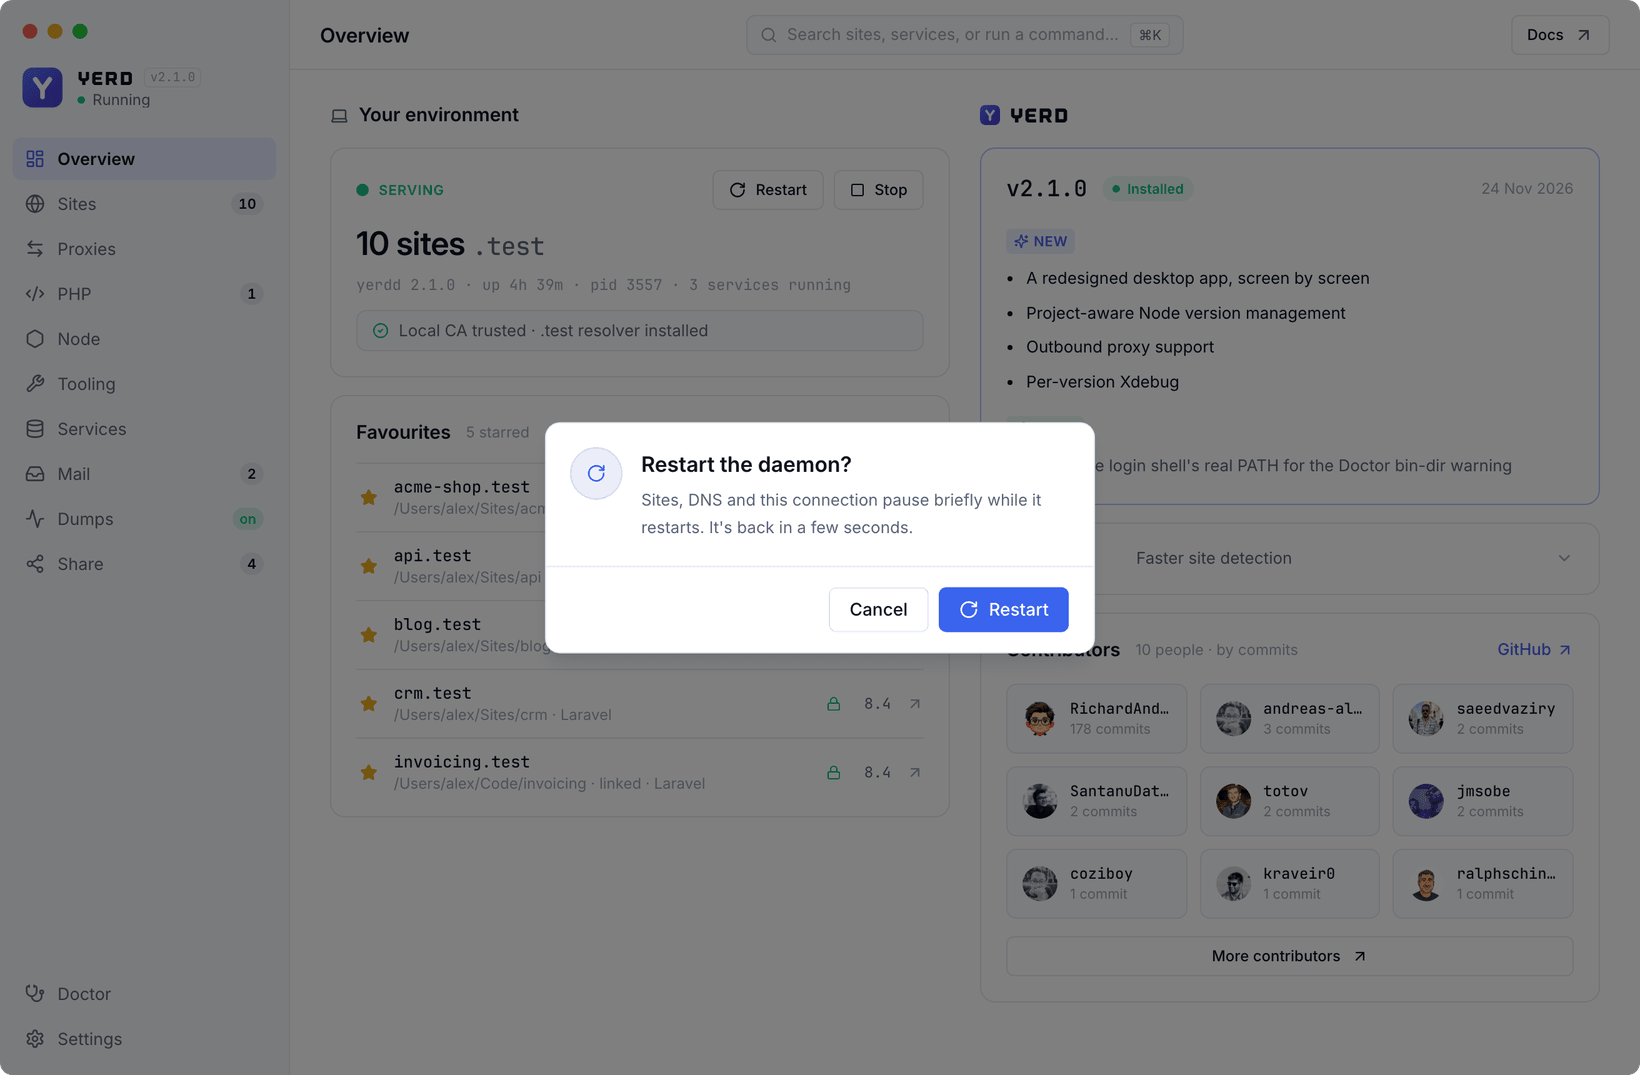 YERD v2.1.0
Running
Overview
Sites 10
Proxies
PHP 1
Node
Tooling
Services
Mail 2
Dumps on
Share 4
Doctor
Settings
Overview
Search sites, services, or run a command... ⌘K
Docs
Your environment
SERVING
Restart
Stop
10 sites .test
yerdd 2.1.0 · up 4h 39m · pid 3557 · 3 services running
Local CA trusted · .test resolver installed
Favourites 5 starred
acme-shop.test
/Users/alex/Sites/acm
api.test
/Users/alex/Sites/api
blog.test
/Users/alex/Sites/blog
crm.test
/Users/alex/Sites/crm · Laravel
8.4
invoicing.test
/Users/alex/Code/invoicing · linked · Laravel
8.4
Restart the daemon?
Sites, DNS and this connection pause briefly while it
restarts. It's back in a few seconds.
Cancel
Restart
YERD
v2.1.0 Installed 24 Nov 2026
NEW
• A redesigned desktop app, screen by screen
• Project-aware Node version management
• Outbound proxy support
• Per-version Xdebug
login shell's real PATH for the Doctor bin-dir warning
Faster site detection
Contributors 10 people · by commits
GitHub
RichardAnd…
178 commits
andreas-al…
3 commits
saeedvaziry
2 commits
SantanuDat…
2 commits
totov
2 commits
jmsobe
2 commits
coziboy
1 commit
kraveir0
1 commit
ralphschin…
1 commit
More contributors